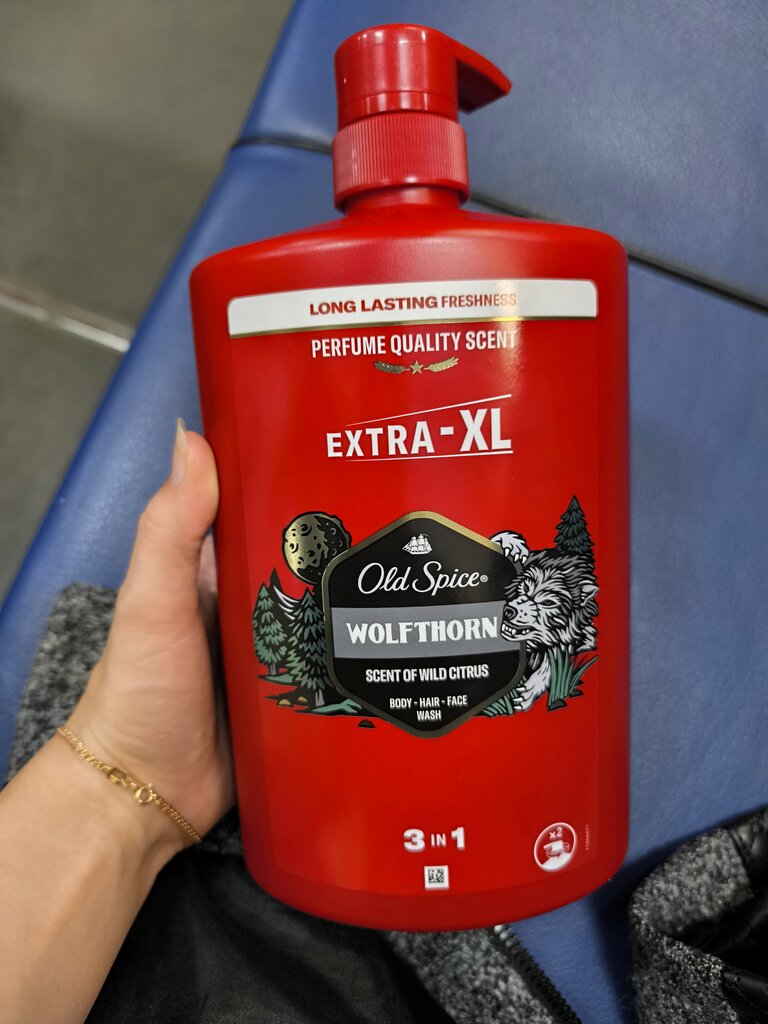 LONG LASTING FRESHNESS
PERFUME QUALITY SCENT
EXTRA-XL
Old Spice®
WOLFTHORN
SCENT OF WILD CITRUS
BODY - HAIR - FACE
WASH
3 IN 1
x2